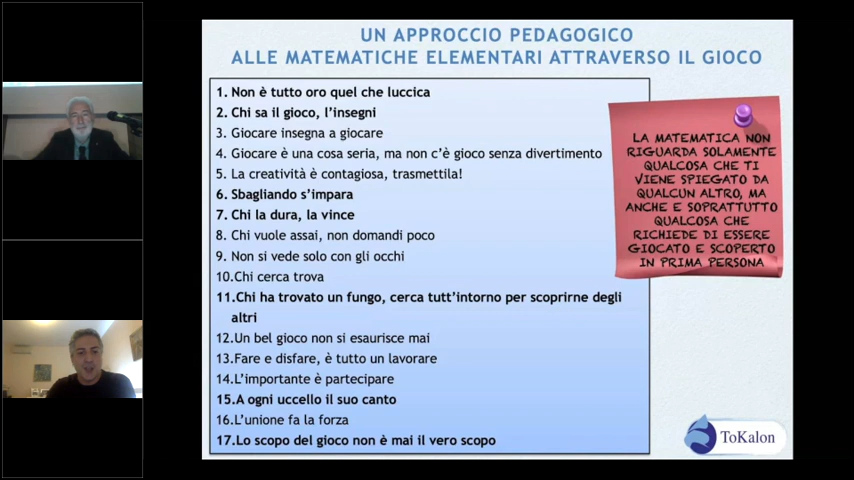 UN APPROCCIO PEDAGOGICO
ALLE MATEMATICHE ELEMENTARI ATTRAVERSO IL GIOCO
1. Non è tutto oro quel che luccica
2. Chi sa il gioco, l'insegni
3. Giocare insegna a giocare
4. Giocare è una cosa seria, ma non c'è gioco senza divertimento
5. La creatività è contagiosa, trasmettila!
6. Sbagliando s'impara
7. Chi la dura, la vince
8. Chi vuole assai, non domandi poco
9. Non si vede solo con gli occhi
10.Chi cerca trova
11.Chi ha trovato un fungo, cerca tutt'intorno per scoprirne degli
altri
12.Un bel gioco non si esaurisce mai
13.Fare e disfare, è tutto un lavorare
14.L'importante è partecipare
15.A ogni uccello il suo canto
16.L'unione fa la forza
17.Lo scopo del gioco non è mai il vero scopo
LA MATEMATICA NON
RIGUARDA SOLAMENTE
QUALCOSA CHE TI
VIENE SPIEGATO DA
QUALCUN ALTRO, MA
ANCHE E SOPRATTUTTO
QUALCOSA CHE
RICHIEDE DI ESSERE
GIOCATO E SCOPERTO
IN PRIMA PERSONA
ToKalon